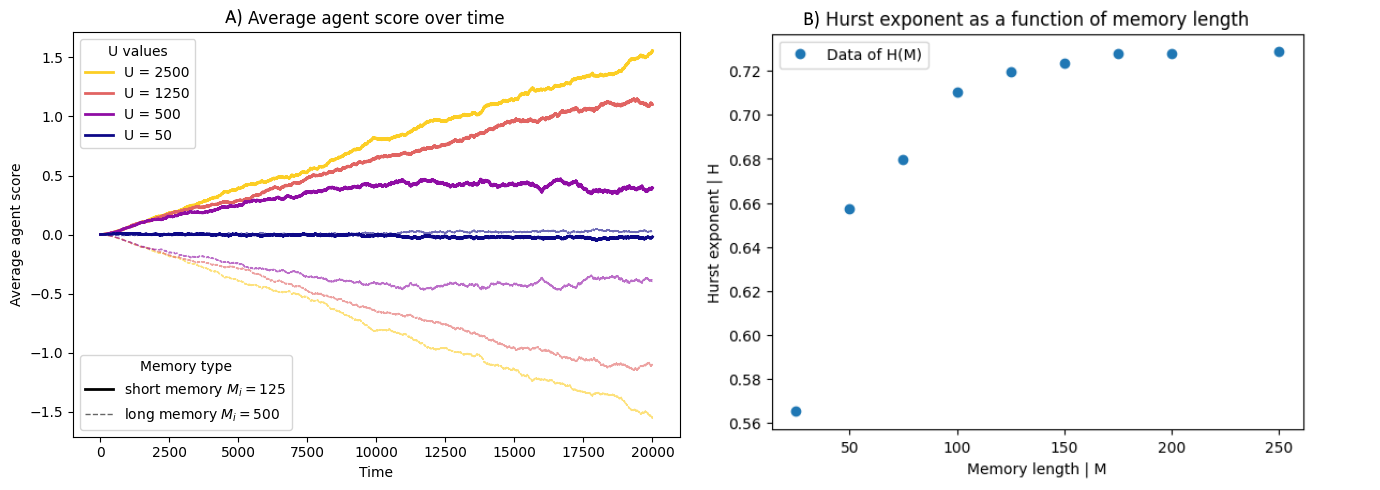 A) Average agent score over time
U values
U = 2500
U = 1250
U = 500
U = 50
Average agent score
1.5
1.0
0.5
0.0
−0.5
−1.0
−1.5
Memory type
short memory $M_i = 125$
long memory $M_i = 500$
0 2500 5000 7500 10000 12500 15000 17500 20000
Time
B) Hurst exponent as a function of memory length
Data of H(M)
Hurst exponent | H
0.72
0.70
0.68
0.66
0.64
0.62
0.60
0.58
0.56
50 100 150 200 250
Memory length | M